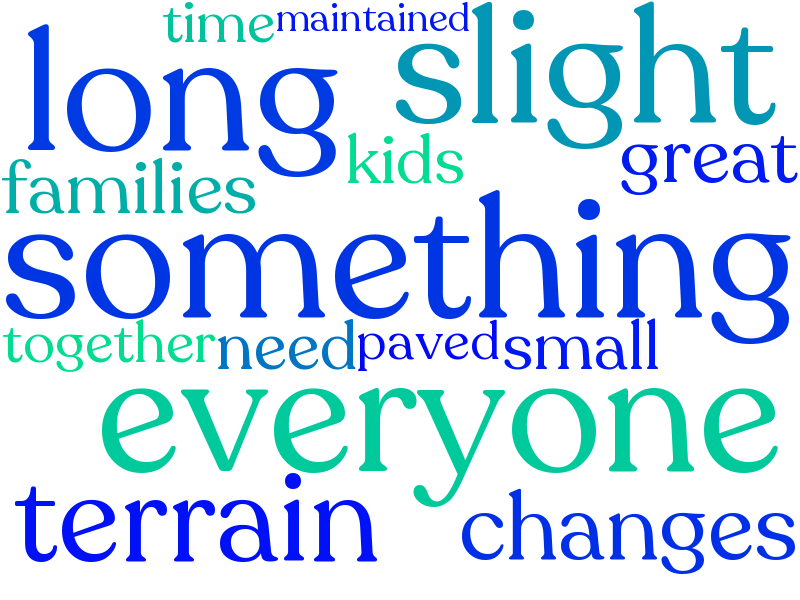 time maintained
long slight
families kids great
something
together need paved small
everyone
terrain changes